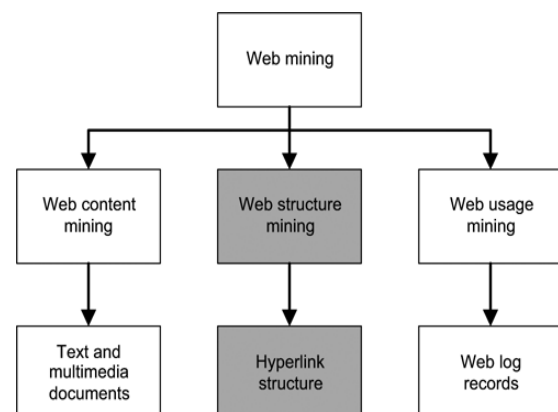 Web mining
Web content
mining
Web structure
mining
Web usage
mining
Text and
multimedia
documents
Hyperlink
structure
Web log
records